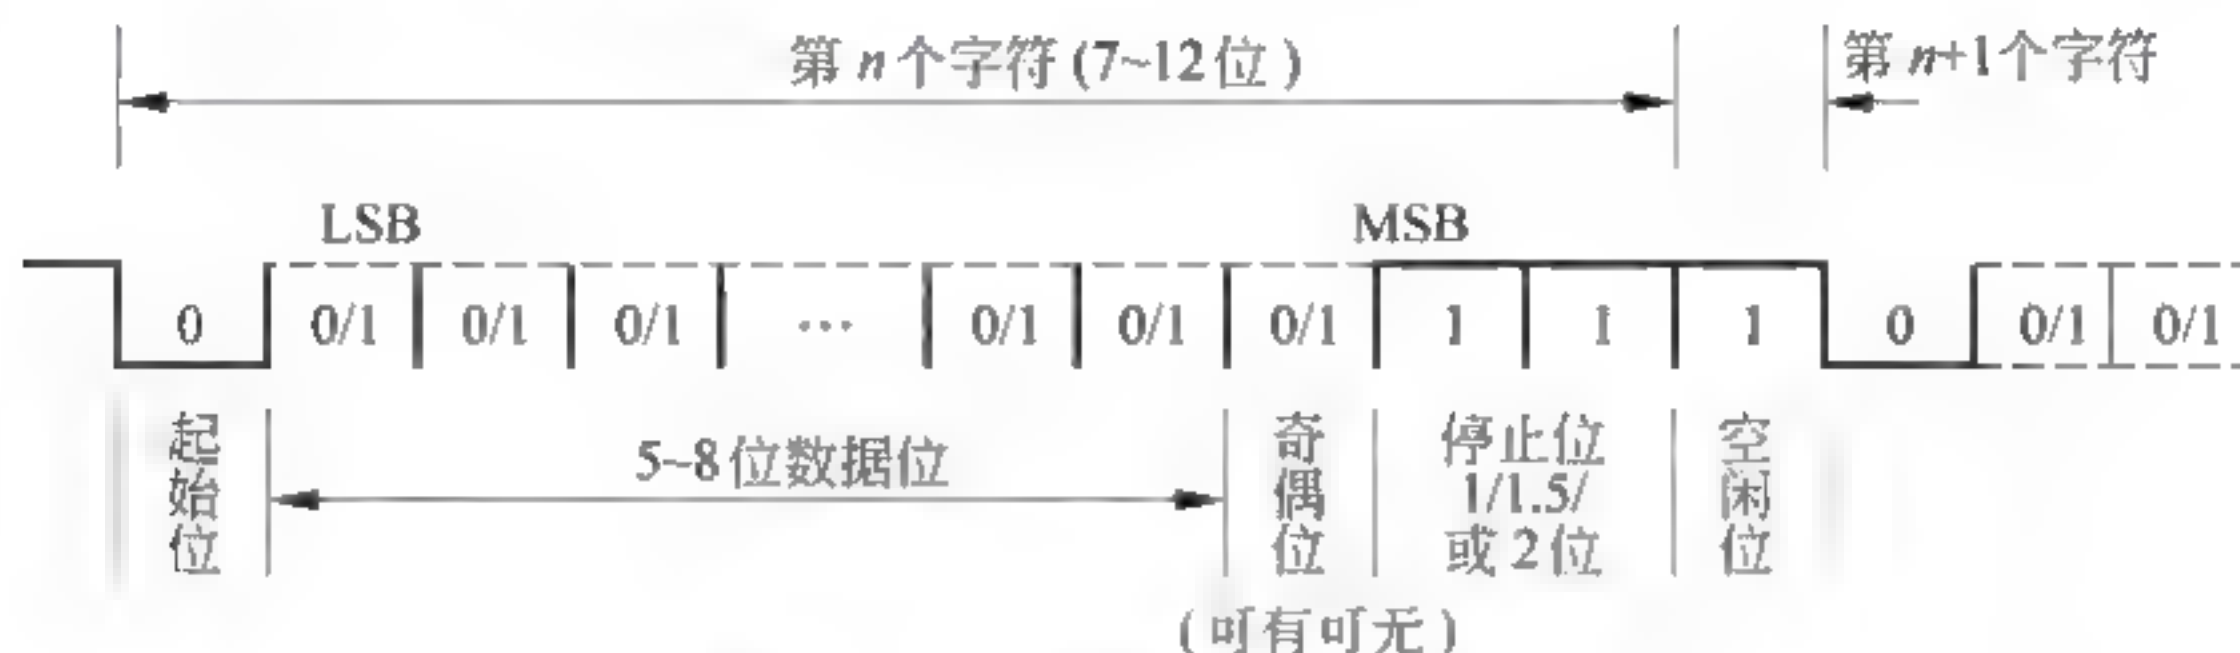 第n个字符(7~12位)
第n+1个字符
LSB
MSB
0
0/1
0/1
0/1
…
0/1
0/1
0/1
1
1
1
0
0/1
0/1
起始位
5~8位数据位
奇偶位
停止位
1/1.5/
或2位
空闲位
(可有可无)